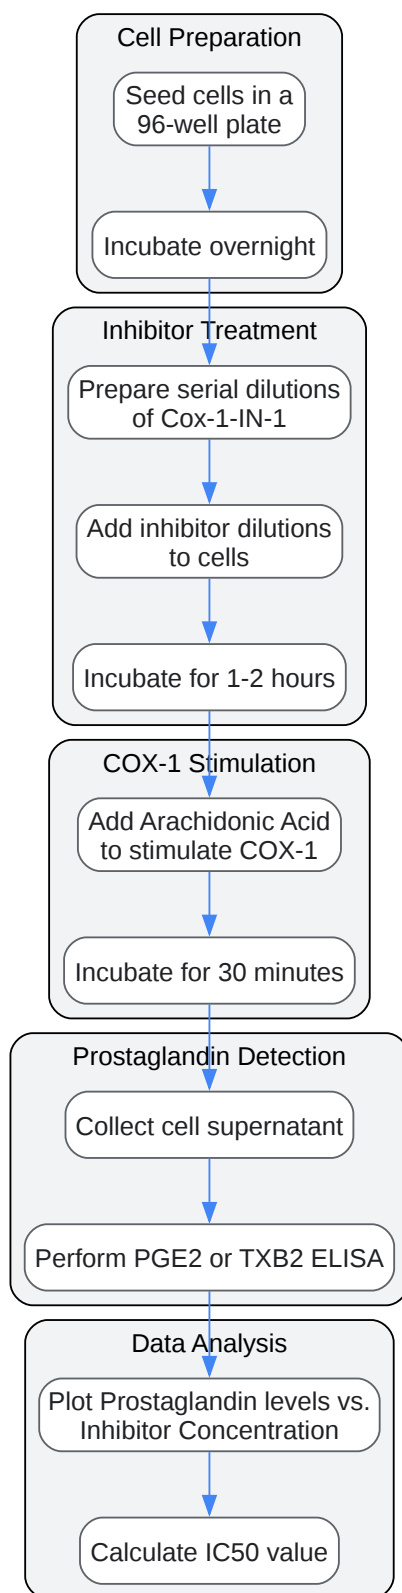 Cell Preparation
Seed cells in a
96-well plate
Incubate overnight
Inhibitor Treatment
Prepare serial dilutions
of Cox-1-IN-1
Add inhibitor dilutions
to cells
Incubate for 1-2 hours
COX-1 Stimulation
Add Arachidonic Acid
to stimulate COX-1
Incubate for 30 minutes
Prostaglandin Detection
Collect cell supernatant
Perform PGE2 or TXB2 ELISA
Data Analysis
Plot Prostaglandin levels vs.
Inhibitor Concentration
Calculate IC50 value